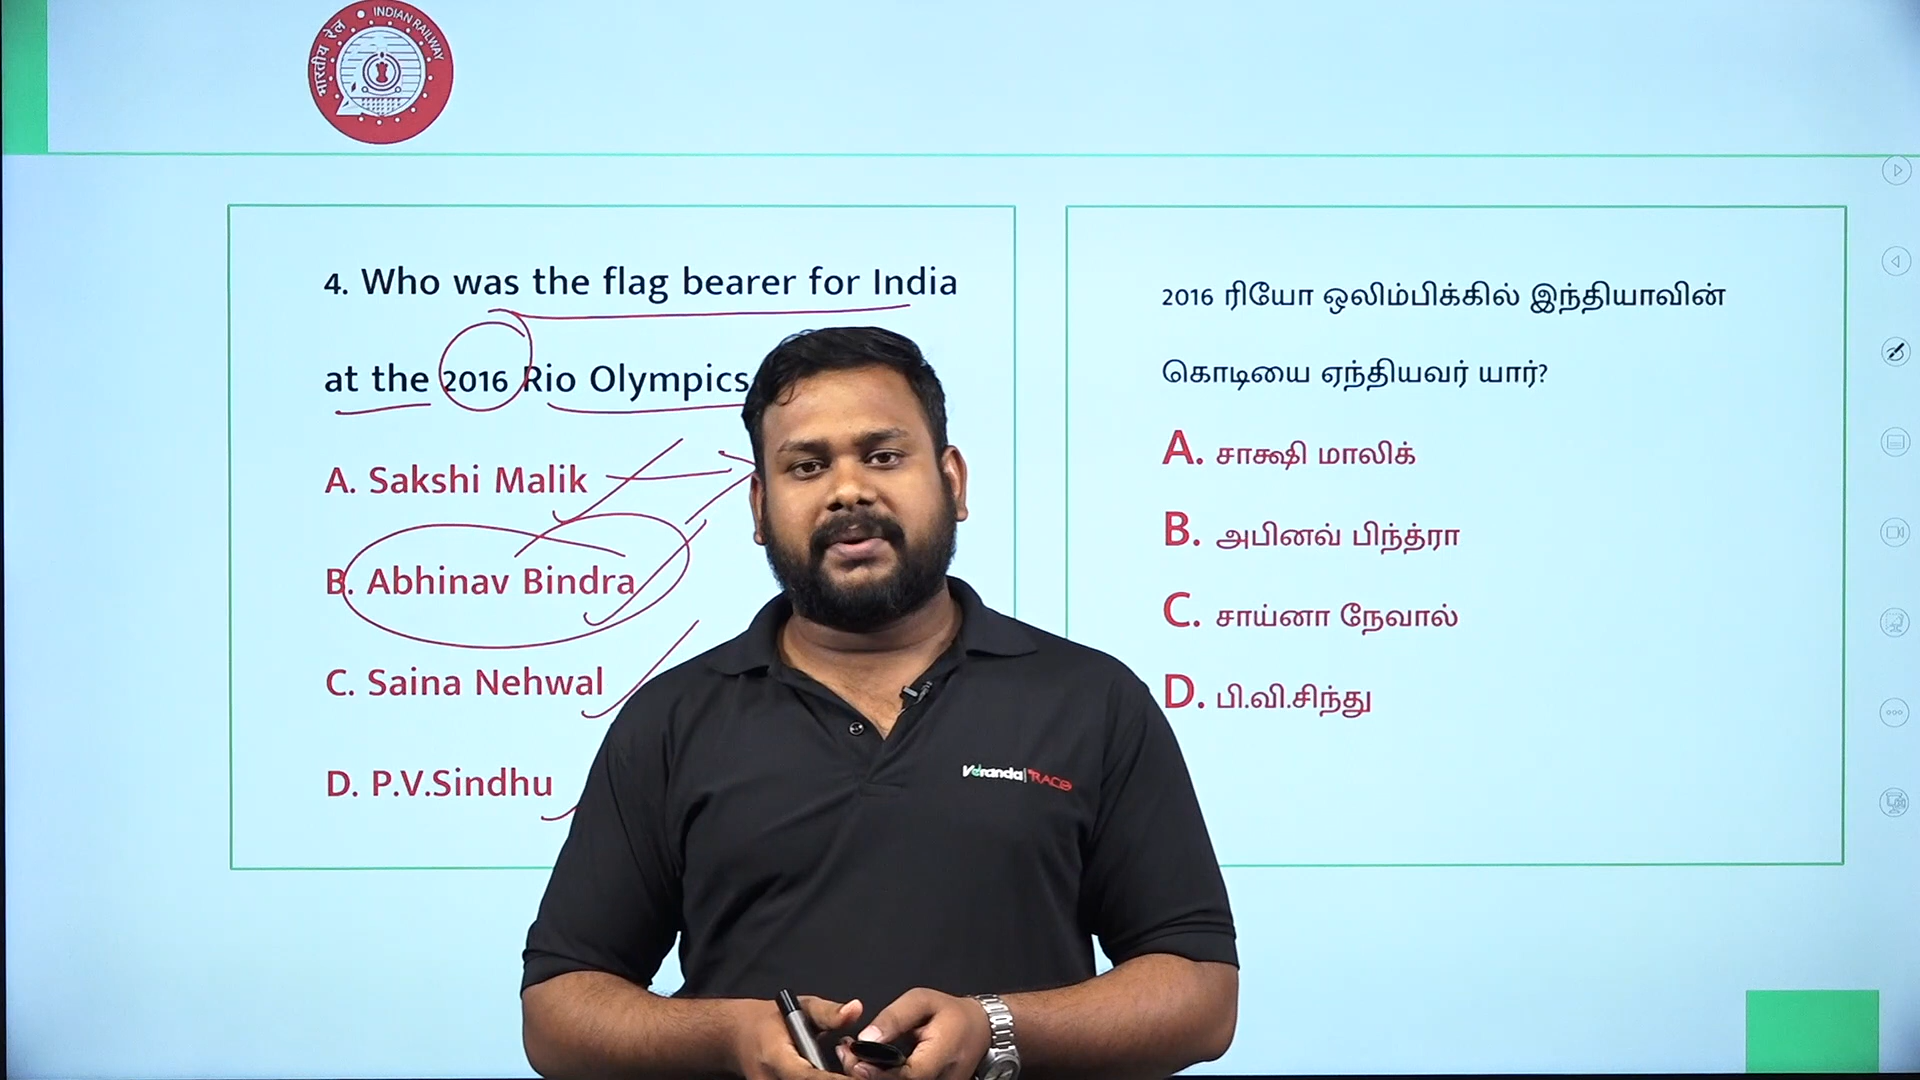 भारतीय रेल
INDIAN RAILWAY
4. Who was the flag bearer for India
at the 2016 Rio Olympics
A. Sakshi Malik
B. Abhinav Bindra
C. Saina Nehwal
D. P.V.Sindhu
2016 ரியோ ஒலிம்பிக்கில் இந்தியாவின்
கொடியை ஏந்தியவர் யார்?
A. சாக்ஷி மாலிக்
B. அபினவ் பிந்த்ரா
C. சாய்னா நேவால்
D. பி.வி.சிந்து
Veranda RACE